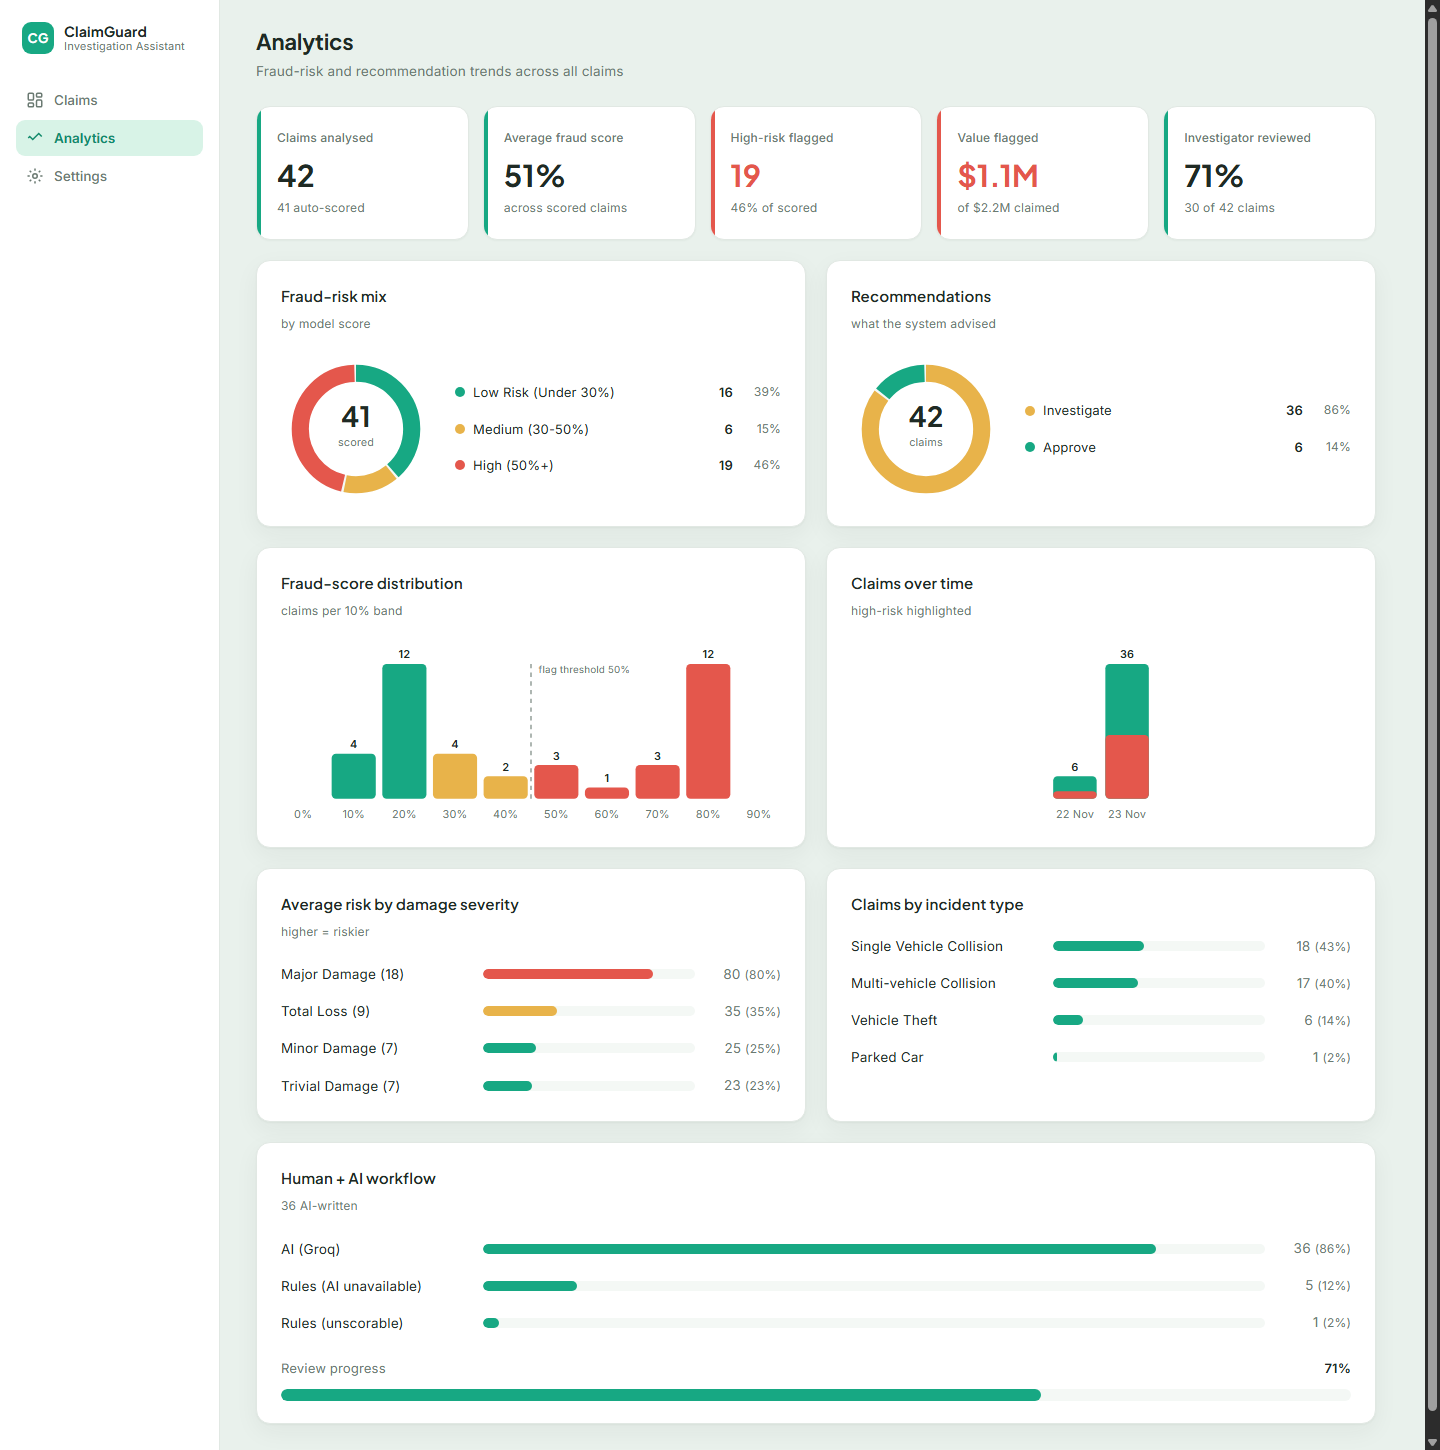 CG
ClaimGuard
Investigation Assistant
Claims
Analytics
Settings
Analytics
Fraud-risk and recommendation trends across all claims
Claims analysed
42
41 auto-scored
Average fraud score
51%
across scored claims
High-risk flagged
19
46% of scored
Value flagged
$1.1M
of $2.2M claimed
Investigator reviewed
71%
30 of 42 claims
Fraud-risk mix
by model score
41
scored
Low Risk (Under 30%) 16 39%
Medium (30-50%) 6 15%
High (50%+) 19 46%
Recommendations
what the system advised
42
claims
Investigate 36 86%
Approve 6 14%
Fraud-score distribution
claims per 10% band
4 12 4 2 3 1 3 12
flag threshold 50%
0% 10% 20% 30% 40% 50% 60% 70% 80% 90%
Claims over time
high-risk highlighted
6 36
22 Nov 23 Nov
Average risk by damage severity
higher = riskier
Major Damage (18) 80 (80%)
Total Loss (9) 35 (35%)
Minor Damage (7) 25 (25%)
Trivial Damage (7) 23 (23%)
Claims by incident type
Single Vehicle Collision 18 (43%)
Multi-vehicle Collision 17 (40%)
Vehicle Theft 6 (14%)
Parked Car 1 (2%)
Human + AI workflow
36 AI-written
AI (Groq) 36 (86%)
Rules (AI unavailable) 5 (12%)
Rules (unscorable) 1 (2%)
Review progress 71%